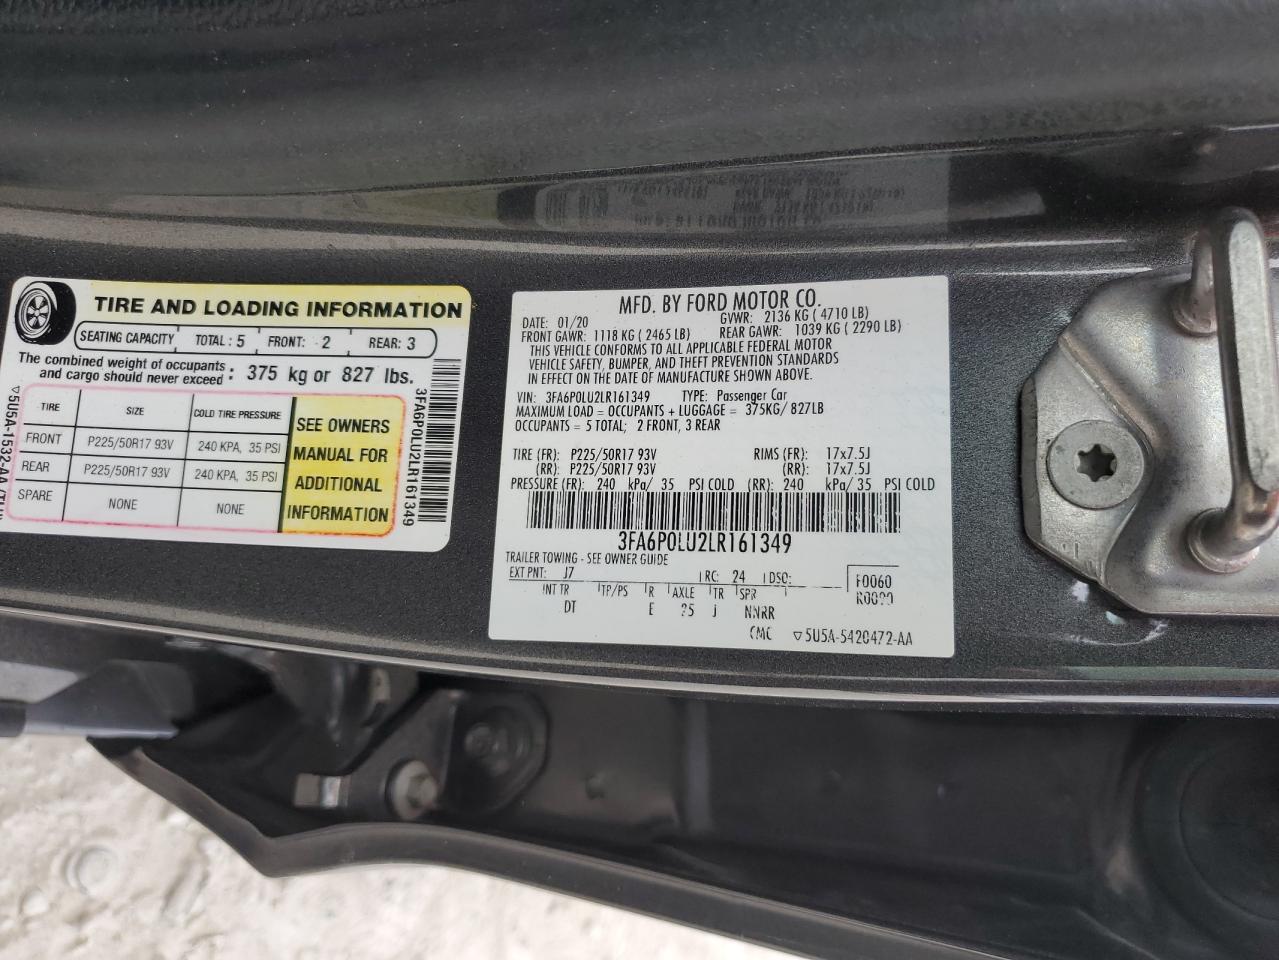 TIRE AND LOADING INFORMATION
SEATING CAPACITY TOTAL : 5 FRONT: 2 REAR: 3
The combined weight of occupants and cargo should never exceed : 375 kg or 827 lbs.
TIRE SIZE COLD TIRE PRESSURE
FRONT P225/50R17 93V 240 KPA, 35 PSI
REAR P225/50R17 93V 240 KPA, 35 PSI
SPARE NONE NONE
SEE OWNERS
MANUAL FOR
ADDITIONAL
INFORMATION
▽5U5A-1532-AA
3FA6P0LU2LR161349
MFD. BY FORD MOTOR CO.
DATE: 01/20 GVWR: 2136 KG ( 4710 LB)
FRONT GAWR: 1118 KG ( 2465 LB) REAR GAWR: 1039 KG ( 2290 LB)
THIS VEHICLE CONFORMS TO ALL APPLICABLE FEDERAL MOTOR
VEHICLE SAFETY, BUMPER, AND THEFT PREVENTION STANDARDS
IN EFFECT ON THE DATE OF MANUFACTURE SHOWN ABOVE.
VIN: 3FA6P0LU2LR161349 TYPE: Passenger Car
MAXIMUM LOAD = OCCUPANTS + LUGGAGE = 375KG/ 827LB
OCCUPANTS = 5 TOTAL; 2 FRONT, 3 REAR
TIRE (FR): P225/50R17 93V RIMS (FR): 17x7.5J
(RR): P225/50R17 93V (RR): 17x7.5J
PRESSURE (FR): 240 kPa/ 35 PSI COLD (RR): 240 kPa/ 35 PSI COLD
3FA6P0LU2LR161349
TRAILER TOWING - SEE OWNER GUIDE
EXT PNT: J7 RC: 24 DSO: F0060
INT TR TP/PS R AXLE TR SPR
DT E J NNRR
CMC ▽5U5A-5420472-AA